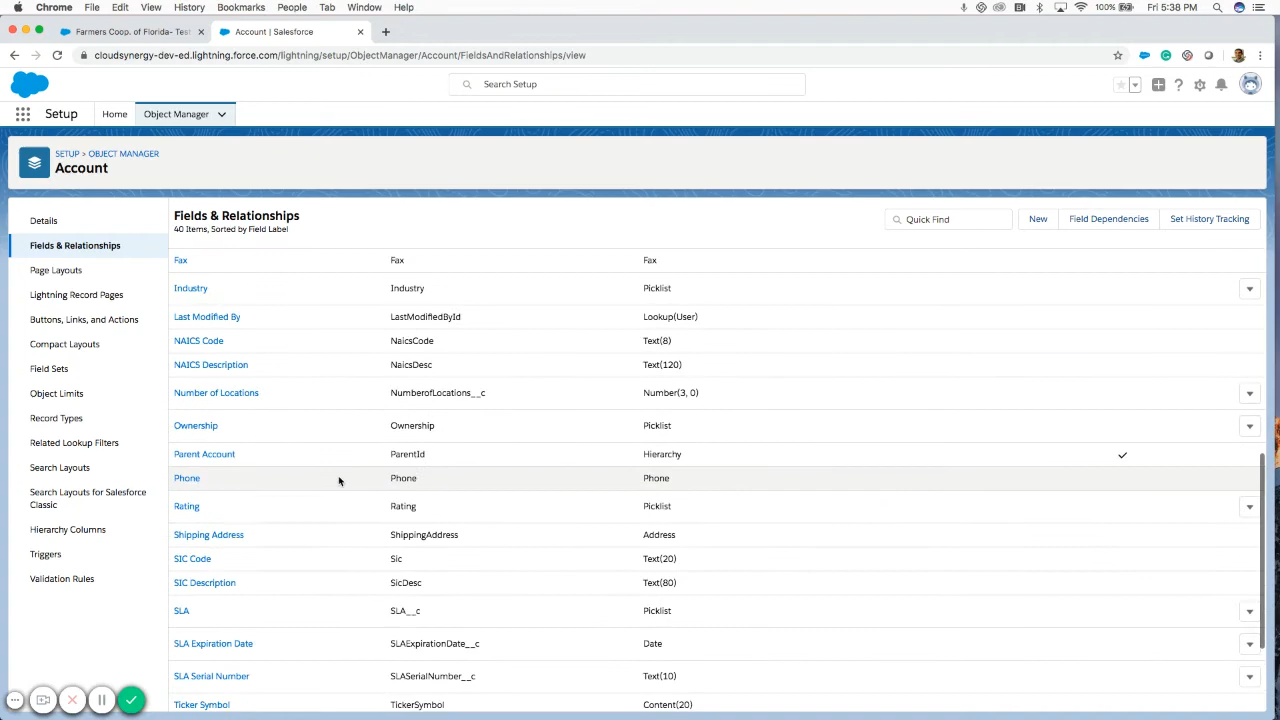 Chrome File Edit View History Bookmarks People Tab Window Help 100% Fri 5:38 PM
Farmers Coop. of Florida- Test Account | Salesforce
cloudsynergy-dev-ed.lightning.force.com/lightning/setup/ObjectManager/Account/FieldsAndRelationships/view
Search Setup
Setup Home Object Manager
SETUP > OBJECT MANAGER
Account
Details
Fields & Relationships
Page Layouts
Lightning Record Pages
Buttons, Links, and Actions
Compact Layouts
Field Sets
Object Limits
Record Types
Related Lookup Filters
Search Layouts
Search Layouts for Salesforce
Classic
Hierarchy Columns
Triggers
Validation Rules
Fields & Relationships
40 Items, Sorted by Field Label
Quick Find New Field Dependencies Set History Tracking
Fax Fax Fax
Industry Industry Picklist
Last Modified By LastModifiedById Lookup(User)
NAICS Code NaicsCode Text(8)
NAICS Description NaicsDesc Text(120)
Number of Locations NumberofLocations__c Number(3, 0)
Ownership Ownership Picklist
Parent Account ParentId Hierarchy
Phone Phone Phone
Rating Rating Picklist
Shipping Address ShippingAddress Address
SIC Code Sic Text(20)
SIC Description SicDesc Text(80)
SLA SLA__c Picklist
SLA Expiration Date SLAExpirationDate__c Date
SLA Serial Number SLASerialNumber__c Text(10)
Ticker Symbol TickerSymbol Content(20)